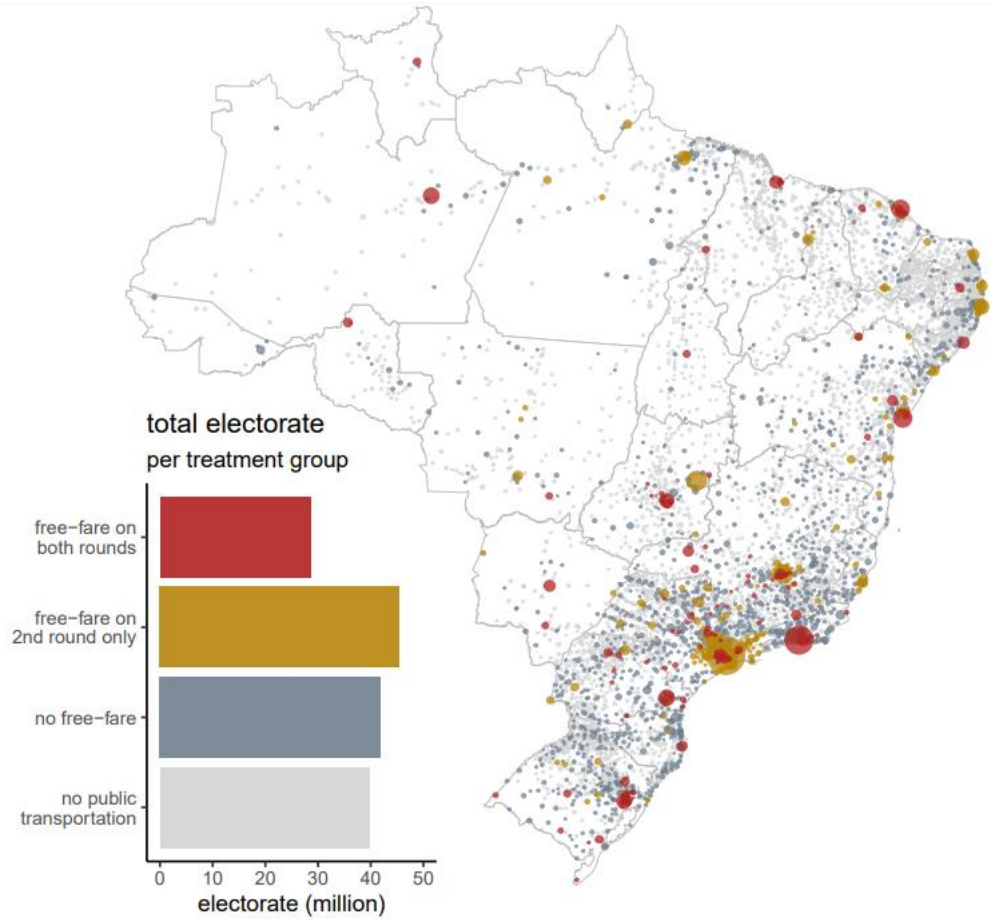 total electorate
per treatment group
free−fare on
both rounds
free−fare on
2nd round only
no free−fare
no public
transportation
0 10 20 30 40 50
electorate (million)